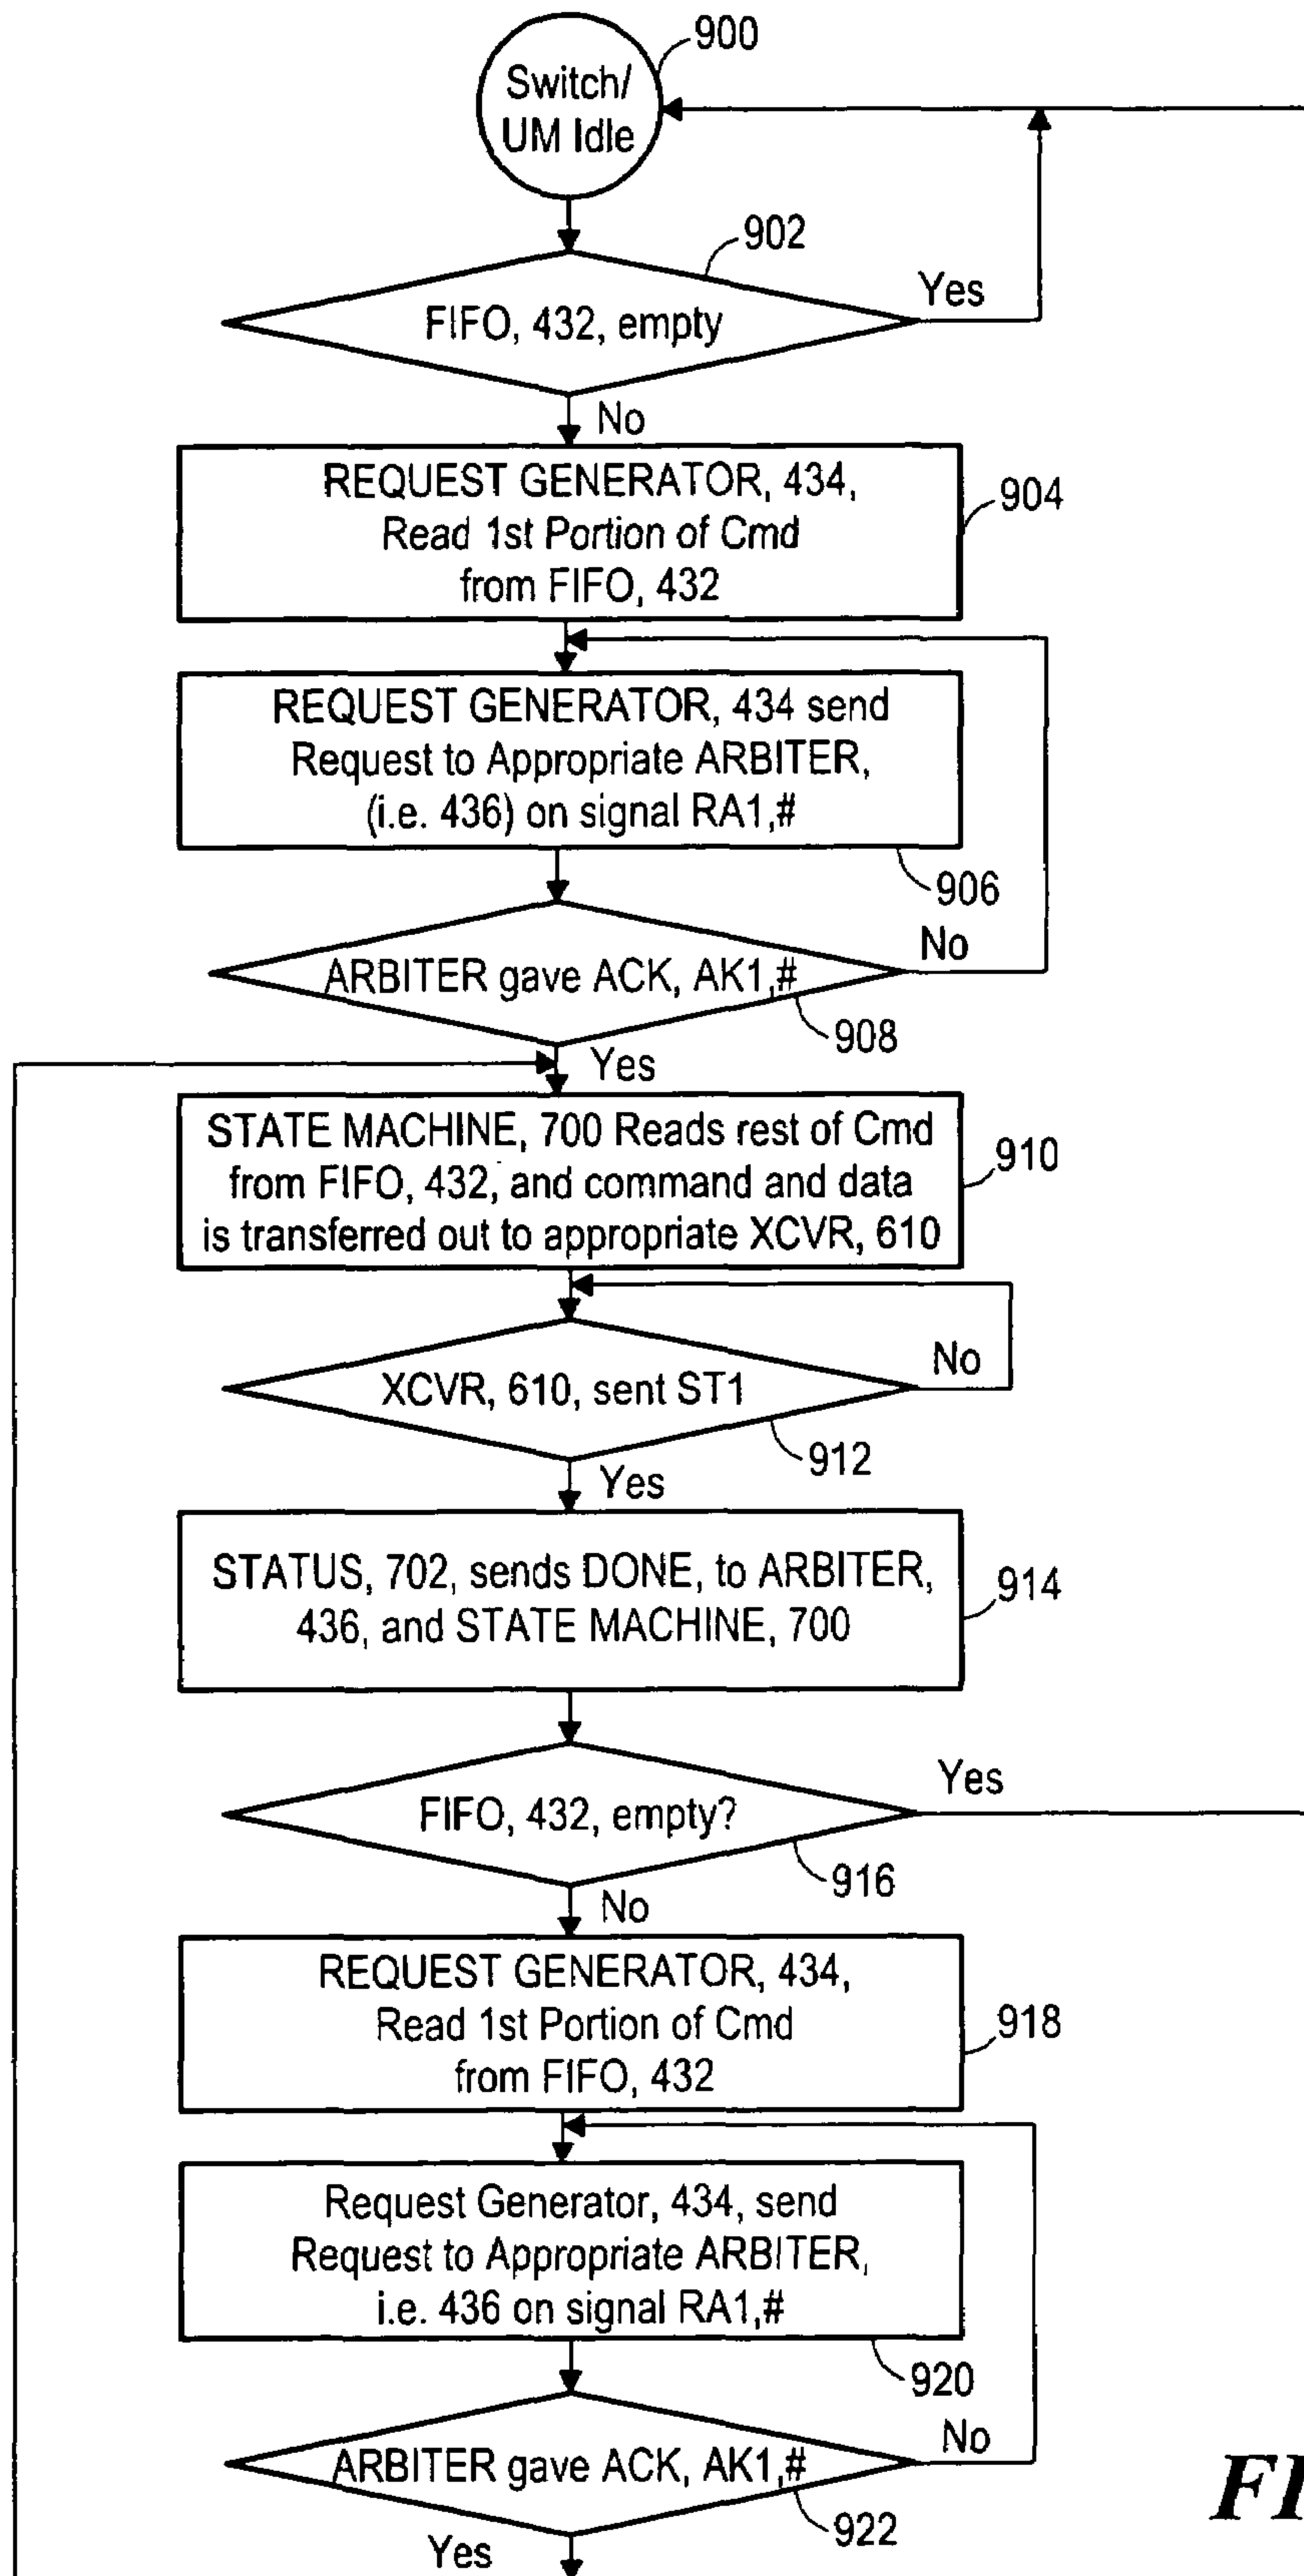 900
Switch/
UM Idle
902
FIFO, 432, empty
Yes
No
REQUEST GENERATOR, 434,
Read 1st Portion of Cmd
from FIFO, 432
904
REQUEST GENERATOR, 434 send
Request to Appropriate ARBITER,
(i.e. 436) on signal RA1,#
906
ARBITER gave ACK, AK1,#
No
908
Yes
STATE MACHINE, 700 Reads rest of Cmd
from FIFO, 432, and command and data
is transferred out to appropriate XCVR, 610
910
XCVR, 610, sent ST1
No
912
Yes
STATUS, 702, sends DONE, to ARBITER,
436, and STATE MACHINE, 700
914
FIFO, 432, empty?
Yes
916
No
REQUEST GENERATOR, 434,
Read 1st Portion of Cmd
from FIFO, 432
918
Request Generator, 434, send
Request to Appropriate ARBITER,
i.e. 436 on signal RA1,#
920
ARBITER gave ACK, AK1,#
No
922
Yes